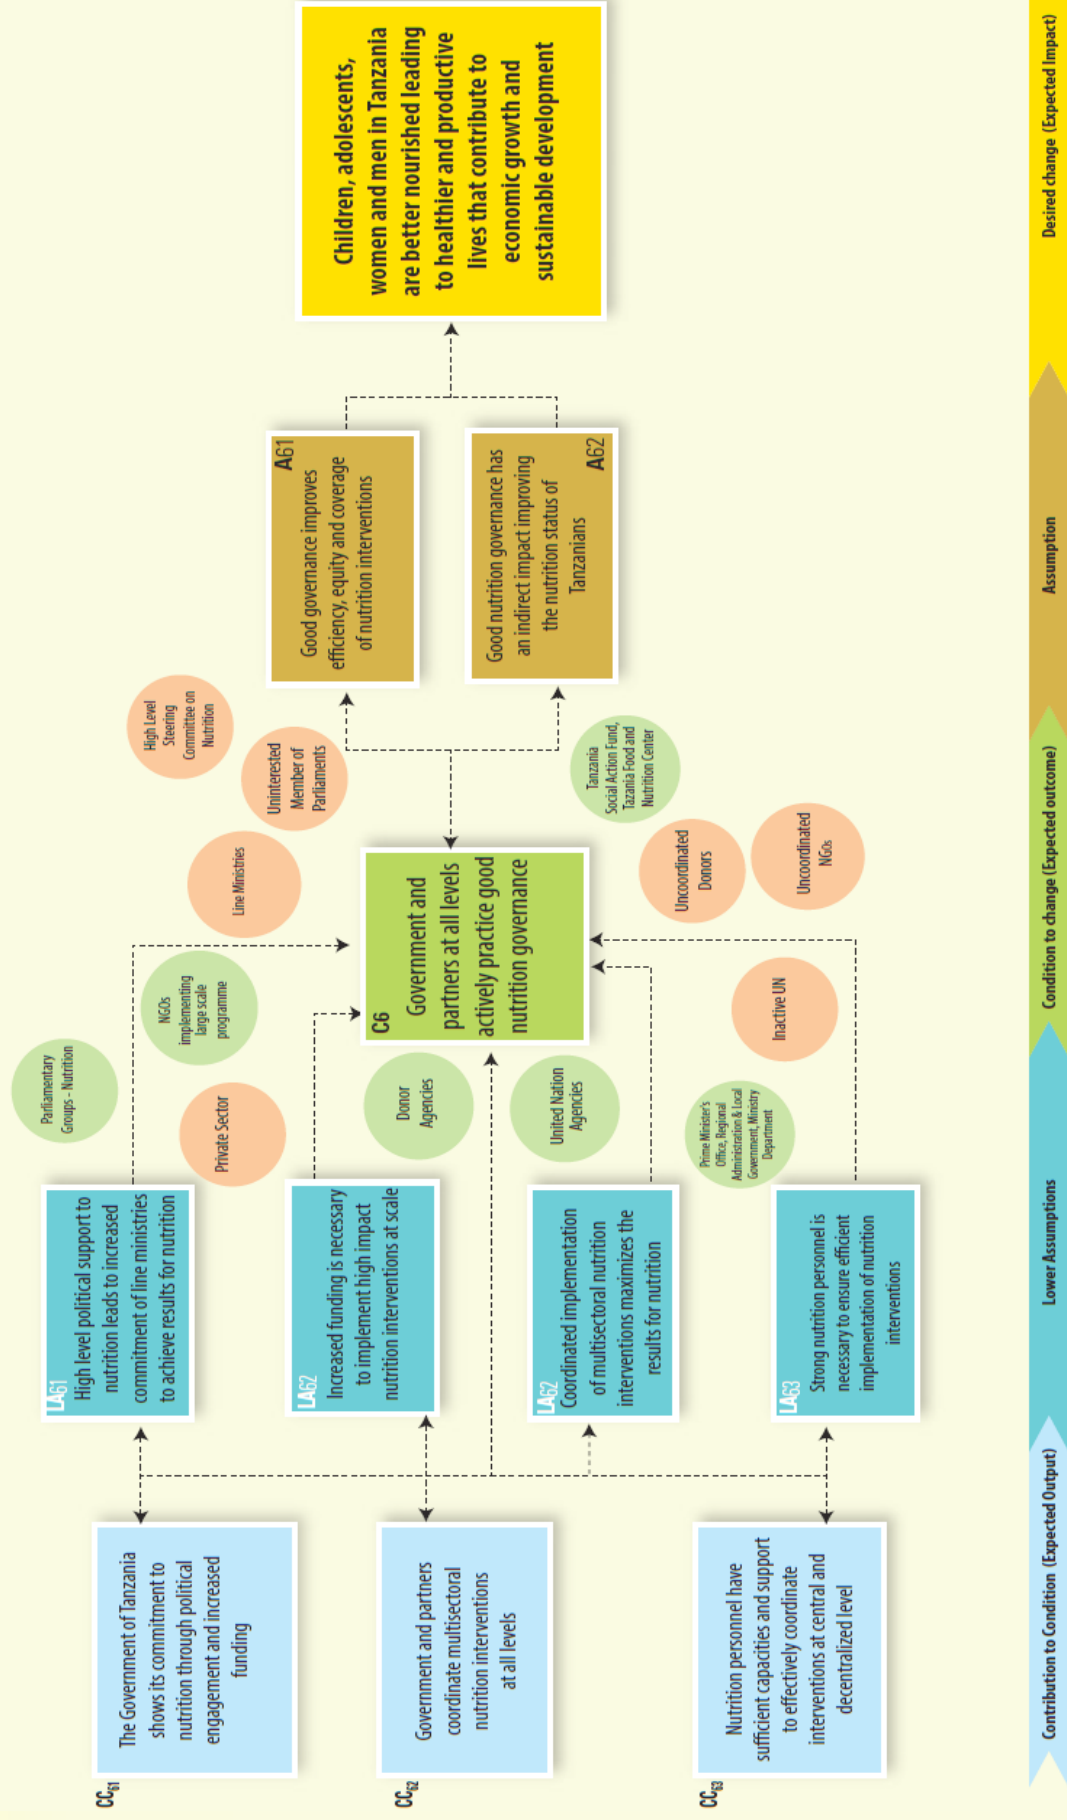 CC61
The Government of Tanzania
shows its commitment to
nutrition through political
engagement and increased
funding
CC62
Government and partners
coordinate multisectoral
nutrition interventions
at all levels
CC63
Nutrition personnel have
sufficient capacities and support
to effectively coordinate
interventions at central and
decentralized level
LA61
High level political support to
nutrition leads to increased
commitment of line ministries
to achieve results for nutrition
LA62
Increased funding is necessary
to implement high impact
nutrition interventions at scale
LA62
Coordinated implementation
of multisectoral nutrition
interventions maximizes the
results for nutrition
LA63
Strong nutrition personnel is
necessary to ensure efficient
implementation of nutrition
interventions
Parliamentary
Groups - Nutrition
Private Sector
NGOs
implementing
large scale
programme
Donor
Agencies
United Nation
Agencies
Prime Minister's
Office, Regional
Administration & Local
Government, Ministry
Department
Inactive UN
C6
Government and
partners at all levels
actively practice good
nutrition governance
Line Ministries
High Level
Steering
Committee on
Nutrition
Uninterested
Member of
Parliaments
Tanzania
Social Action Fund,
Tazania Food and
Nutrition Center
Uncoordinated
Donors
Uncoordinated
NGOs
A61
Good governance improves
efficiency, equity and coverage
of nutrition interventions
Good nutrition governance has
an indirect impact improving
the nutrition status of
Tanzanians
A62
Children, adolescents,
women and men in Tanzania
are better nourished leading
to healthier and productive
lives that contribute to
economic growth and
sustainable development
Contribution to Condition (Expected Output)
Lower Assumptions
Condition to change (Expected outcome)
Assumption
Desired change (Expected Impact)